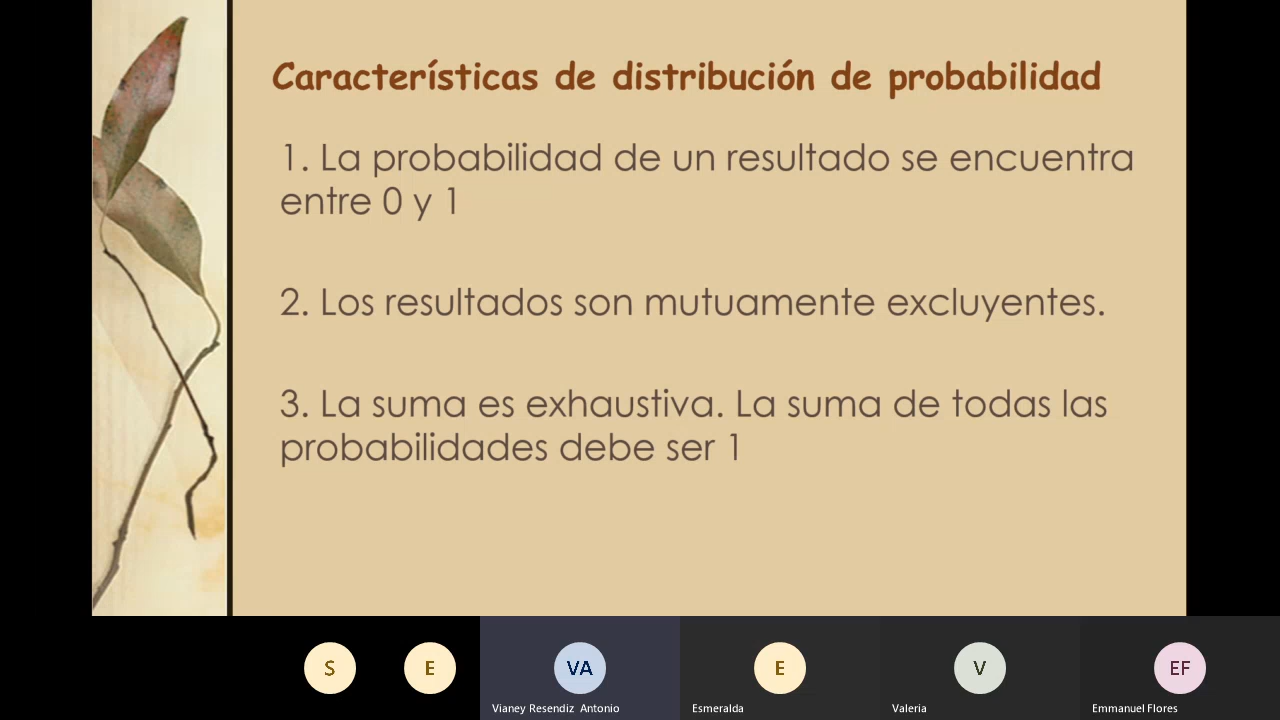 Características de distribución de probabilidad
1. La probabilidad de un resultado se encuentra
entre 0 y 1
2. Los resultados son mutuamente excluyentes.
3. La suma es exhaustiva. La suma de todas las
probabilidades debe ser 1
S
E
VA
E
V
EF
Vianey Resendiz Antonio
Esmeralda
Valeria
Emmanuel Flores